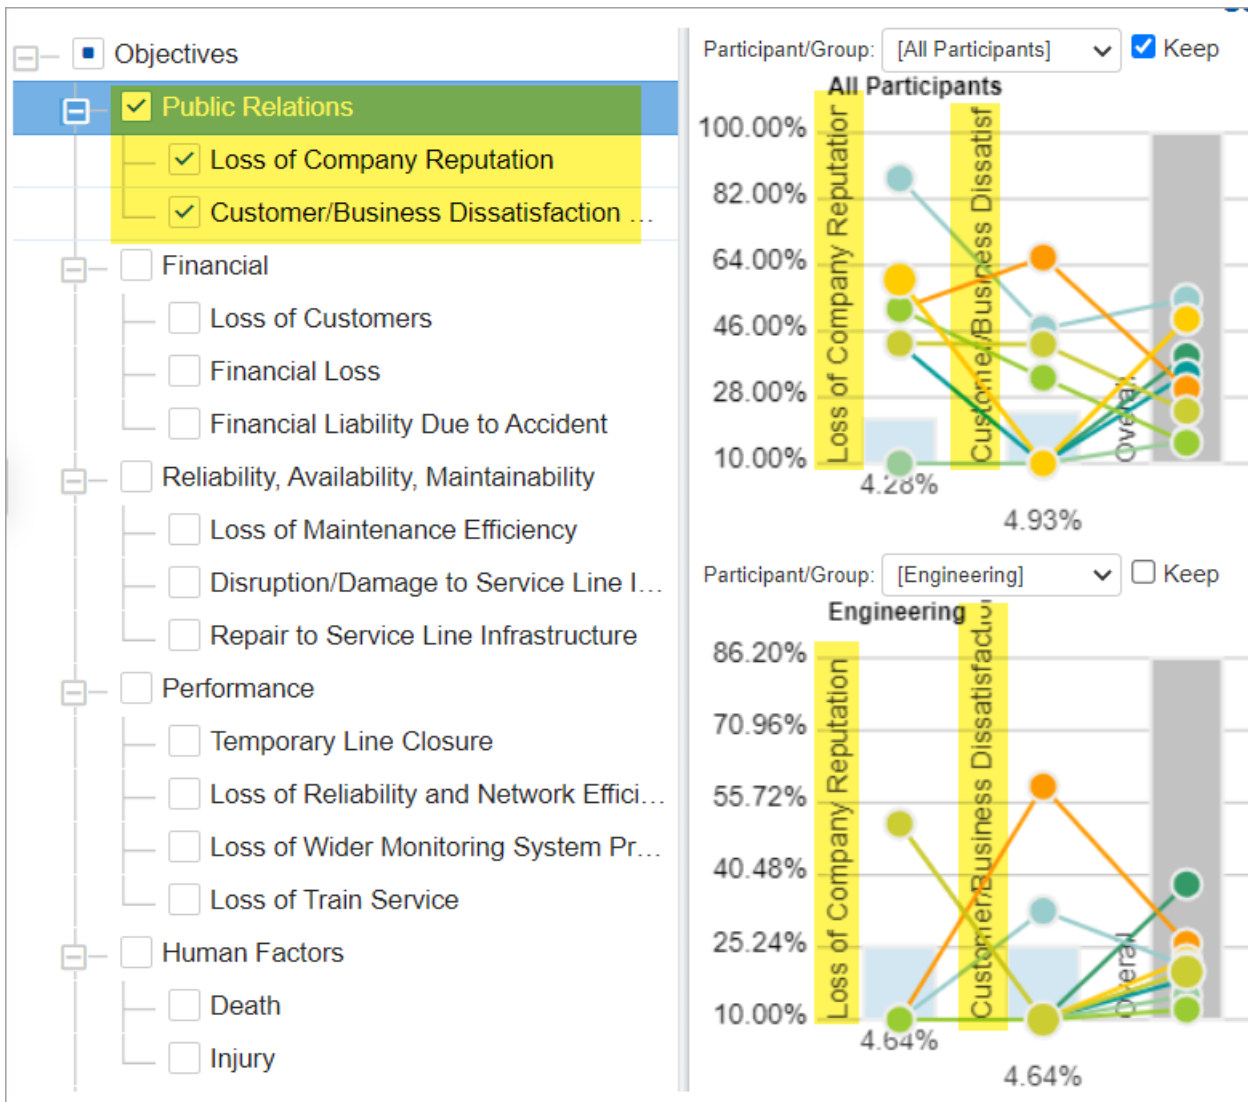 Objectives
Public Relations
Loss of Company Reputation
Customer/Business Dissatisfaction ...
Financial
Loss of Customers
Financial Loss
Financial Liability Due to Accident
Reliability, Availability, Maintainability
Loss of Maintenance Efficiency
Disruption/Damage to Service Line I...
Repair to Service Line Infrastructure
Performance
Temporary Line Closure
Loss of Reliability and Network Effici...
Loss of Wider Monitoring System Pr...
Loss of Train Service
Human Factors
Death
Injury
Participant/Group: [All Participants] Keep
All Participants
100.00%
82.00%
64.00%
46.00%
28.00%
10.00%
Loss of Company Reputation
Customer/Business Dissatisf
Overall
4.28%
4.93%
Participant/Group: [Engineering] Keep
Engineering
86.20%
70.96%
55.72%
40.48%
25.24%
10.00%
Loss of Company Reputation
Customer/Business Dissatisfaction
Overall
4.64%
4.64%